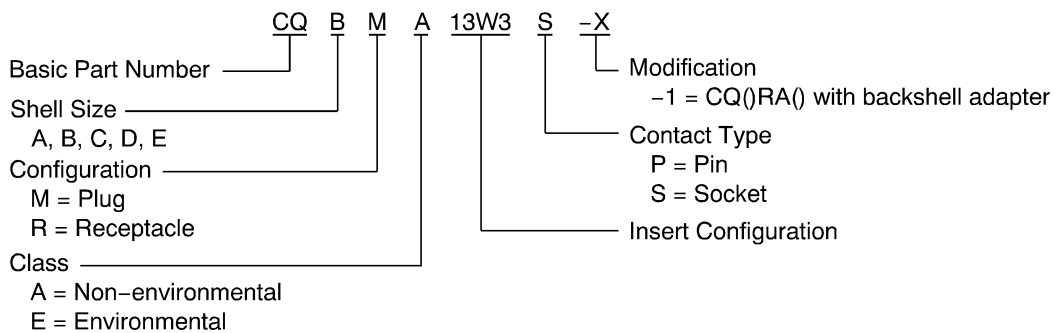 CQ B M A 13W3 S −X
Basic Part Number
Shell Size
A, B, C, D, E
Configuration
M = Plug
R = Receptacle
Class
A = Non−environmental
E = Environmental
Modification
−1 = CQ()RA() with backshell adapter
Contact Type
P = Pin
S = Socket
Insert Configuration